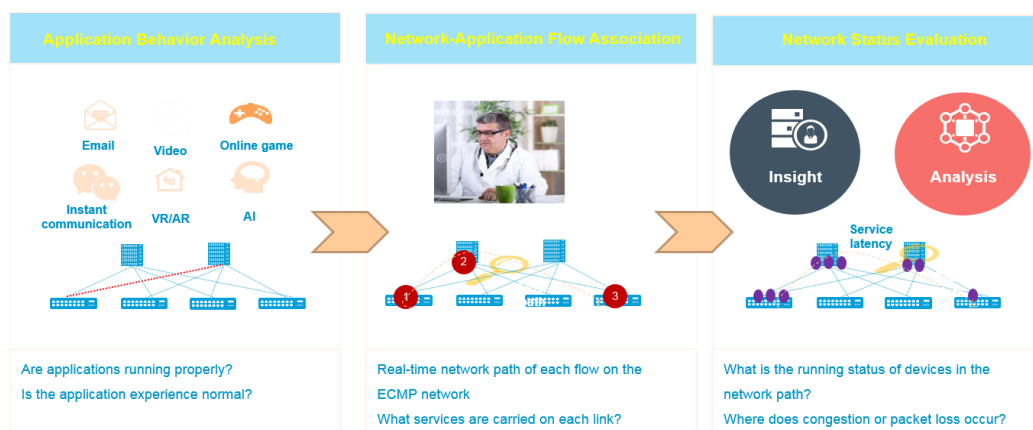 Application Behavior Analysis
Network-Application Flow Association
Network Status Evaluation
Email
Video
Online game
Instant
communication
VR/AR
AI
Insight
Analysis
Service
latency
1
2
3
Are applications running properly?
Is the application experience normal?
Real-time network path of each flow on the
ECMP network
What services are carried on each link?
What is the running status of devices in the
network path?
Where does congestion or packet loss occur?